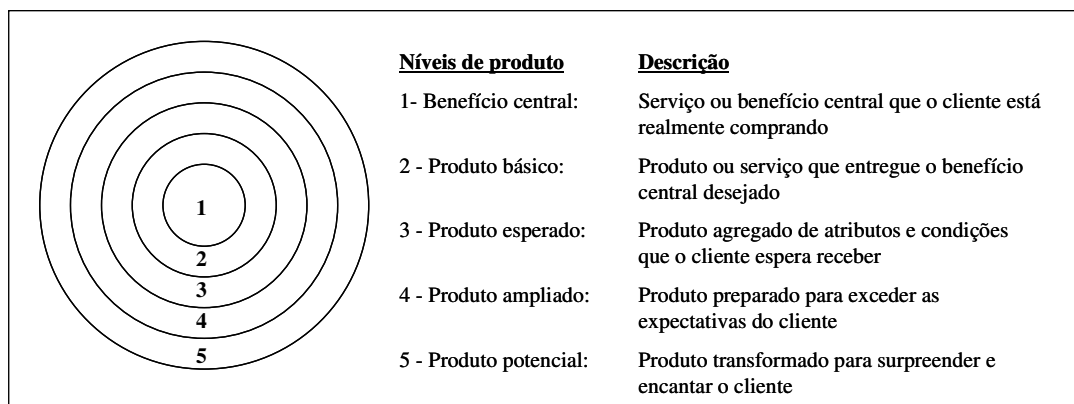 Níveis de produto Descrição
1- Benefício central: Serviço ou benefício central que o cliente está
realmente comprando
2 - Produto básico: Produto ou serviço que entregue o benefício
central desejado
3 - Produto esperado: Produto agregado de atributos e condições
que o cliente espera receber
4 - Produto ampliado: Produto preparado para exceder as
expectativas do cliente
5 - Produto potencial: Produto transformado para surpreender e
encantar o cliente
1
2
3
4
5